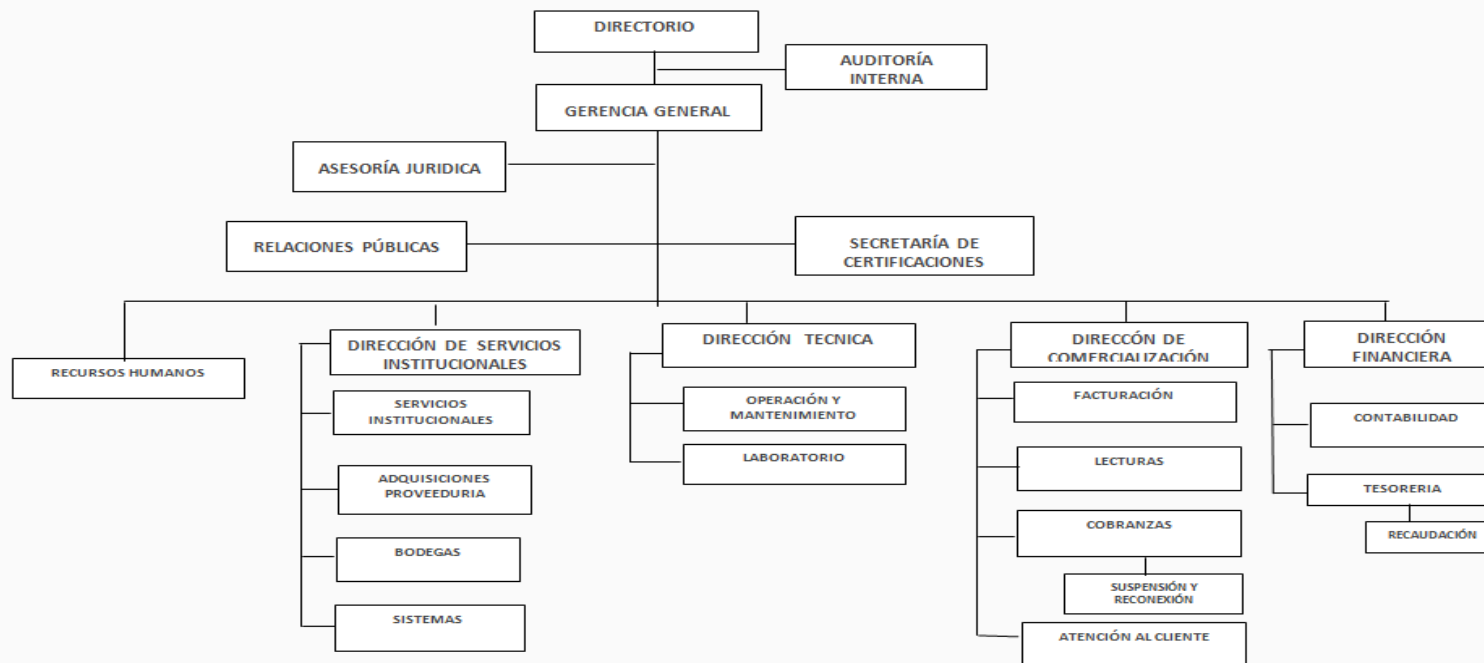 DIRECTORIO
AUDITORÍA
INTERNA
GERENCIA GENERAL
ASESORÍA JURIDICA
RELACIONES PÚBLICAS
SECRETARÍA DE
CERTIFICACIONES
RECURSOS HUMANOS
DIRECCIÓN DE SERVICIOS
INSTITUCIONALES
SERVICIOS
INSTITUCIONALES
ADQUISICIONES
PROVEEDURIA
BODEGAS
SISTEMAS
DIRECCIÓN TECNICA
OPERACIÓN Y
MANTENIMIENTO
LABORATORIO
DIRECCÓN DE
COMERCIALIZACIÓN
FACTURACIÓN
LECTURAS
COBRANZAS
SUSPENSIÓN Y
RECONEXIÓN
ATENCIÓN AL CLIENTE
DIRECCIÓN
FINANCIERA
CONTABILIDAD
TESORERIA
RECAUDACIÓN